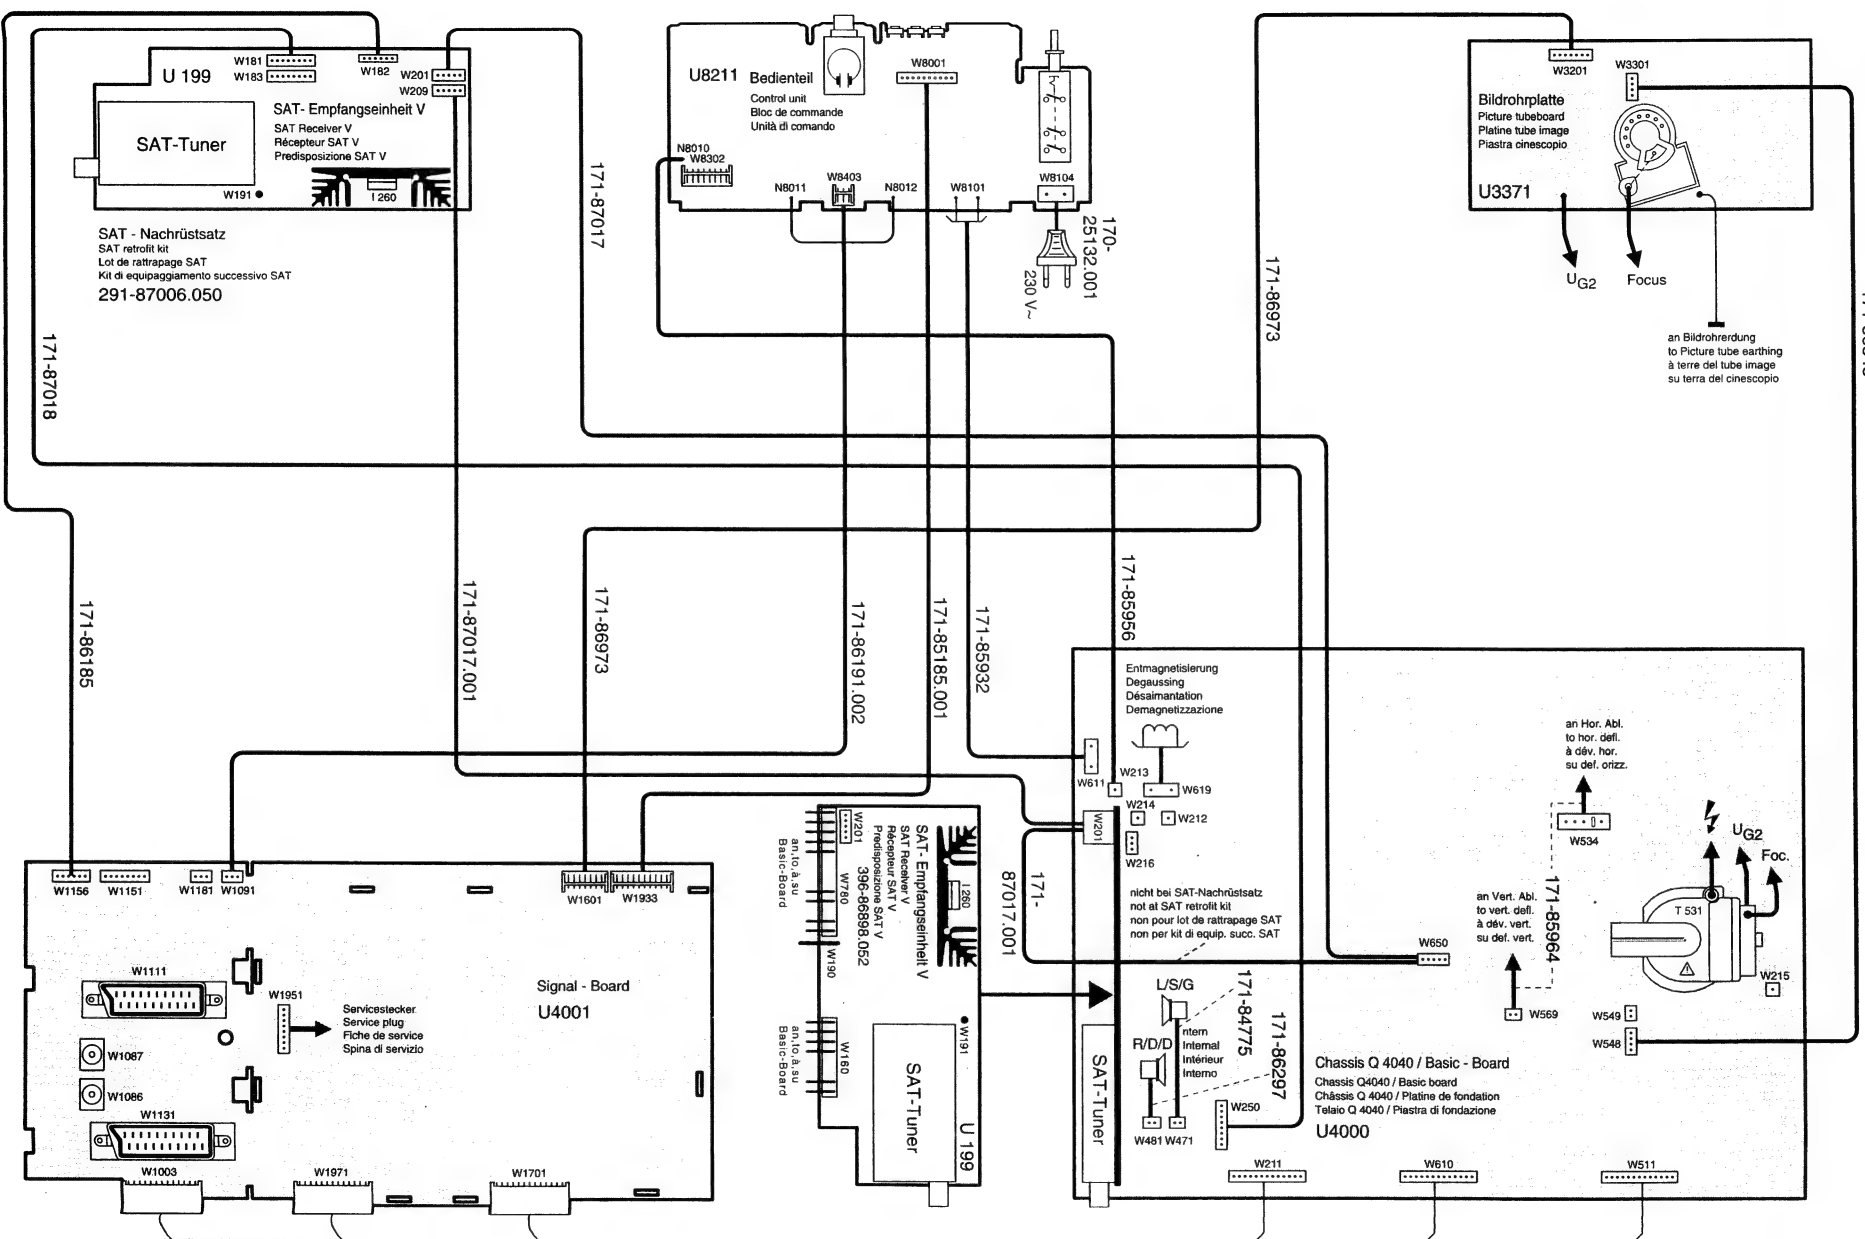 W181
W183
U 199
W182
W201
W209
SAT-Tuner
SAT- Empfangseinheit V
SAT Receiver V
Récepteur SAT V
Predisposizione SAT V
W191
I 260
SAT - Nachrüstsatz
SAT retrofit kit
Lot de rattrapage SAT
Kit di equipaggiamento successivo SAT
291-87006.050
171-87018
171-87017
U8211
Bedienteil
Control unit
Bloc de commande
Unità di comando
W8001
N8010
W8302
N8011
W8403
N8012
W8101
W8104
170-
25132.001
230 V~
171-86973
W3201
W3301
Bildrohrplatte
Picture tubeboard
Platine tube image
Piastra cinescopio
U3371
UG2
Focus
an Bildrohrerdung
to Picture tube earthing
à terre del tube image
su terra del cinescopio
171-86185
171-87017.001
171-86973
171-86191.002
171-85185.001
171-85932
171-85956
Entmagnetisierung
Degaussing
Désaimantation
Demagnetizzazione
W611
W213
W619
W214
W212
W201
W216
an Hor. Abl.
to hor. defl.
à dév. hor.
su def. orizz.
W534
UG2
Foc.
T 531
W215
171-85964
an Vert. Abl.
to vert. defl.
à dév. vert.
su def. vert.
W569
W549
W548
W650
nicht bei SAT-Nachrüstsatz
not at SAT retrofit kit
non pour lot de rattrapage SAT
non per kit di equip. succ. SAT
171-
87017.001
L/S/G
R/D/D
Internal
Intérieur
Interno
171-84775
171-86297
W481
W471
W250
SAT-Tuner
Chassis Q 4040 / Basic - Board
Chassis Q4040 / Basic board
Châssis Q 4040 / Platine de fondation
Telaio Q 4040 / Piastra di fondazione
U4000
W211
W610
W511
W201
W780
W190
W160
an,to,à,su
Basic-Board
an,to,à,su
Basic-Board
SAT- Empfangseinheit V
SAT Receiver V
Récepteur SAT V
Predisposizione SAT V
396-86898.052
I 260
W191
SAT-Tuner
U 199
W1156
W1151
W1181
W1091
W1601
W1933
W1111
W1951
Servicestecker
Service plug
Fiche de service
Spina di servizio
Signal - Board
U4001
W1087
W1086
W1131
W1003
W1971
W1701